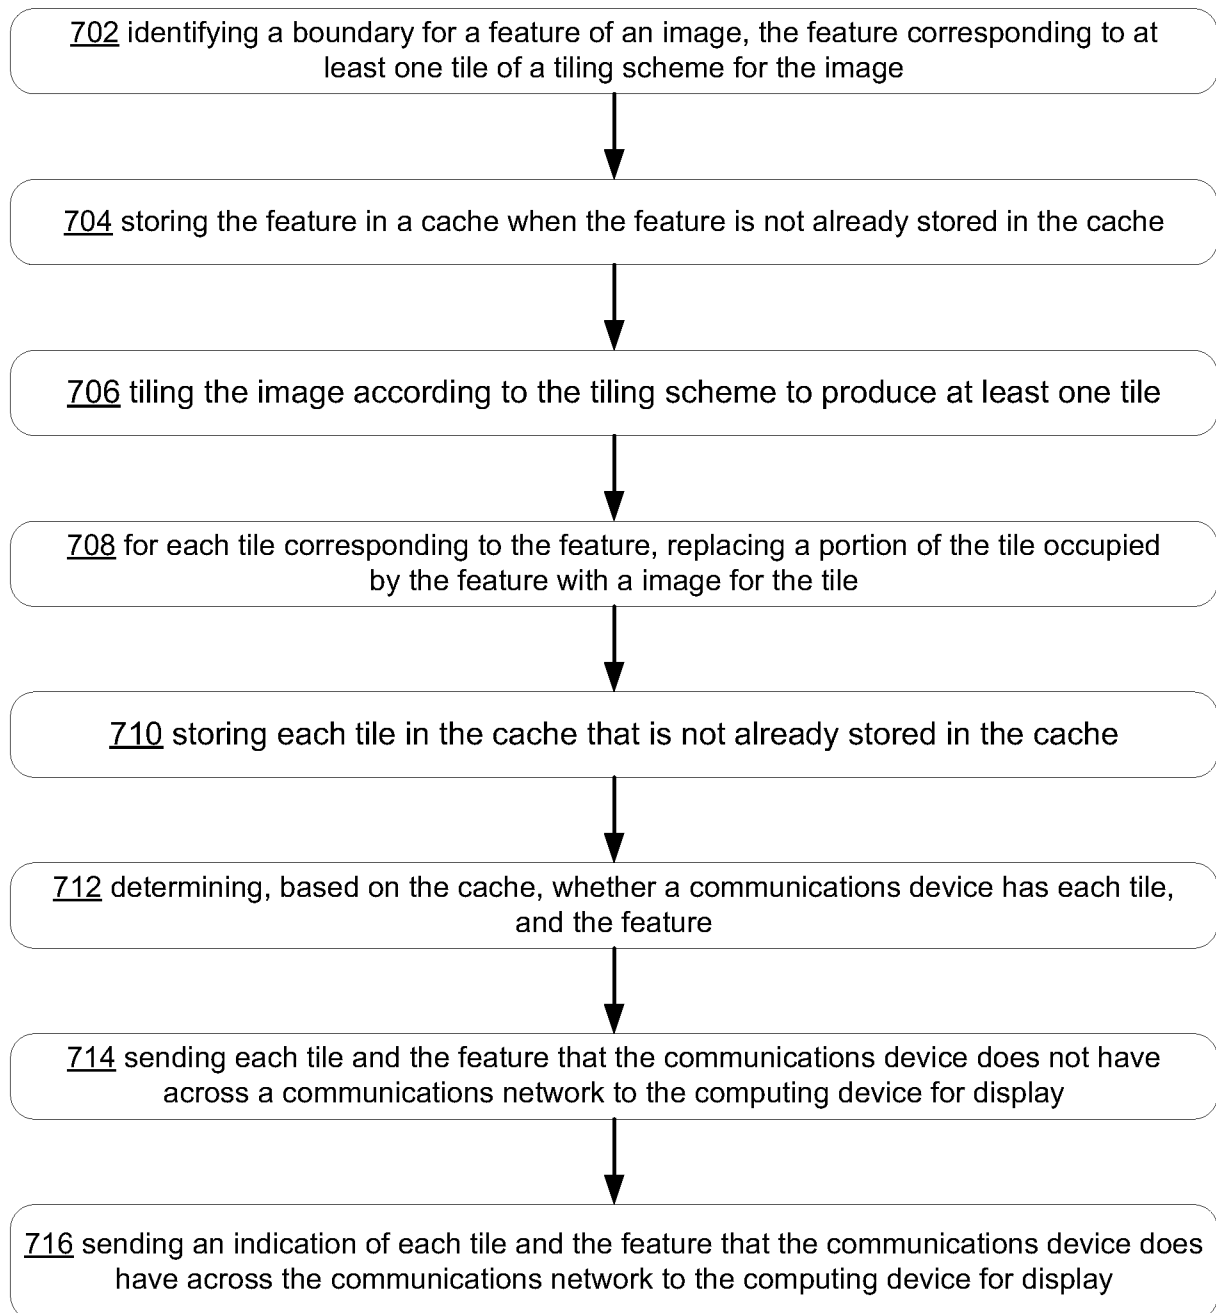 702 identifying a boundary for a feature of an image, the feature corresponding to at
least one tile of a tiling scheme for the image
704 storing the feature in a cache when the feature is not already stored in the cache
706 tiling the image according to the tiling scheme to produce at least one tile
708 for each tile corresponding to the feature, replacing a portion of the tile occupied
by the feature with a image for the tile
710 storing each tile in the cache that is not already stored in the cache
712 determining, based on the cache, whether a communications device has each tile,
and the feature
714 sending each tile and the feature that the communications device does not have
across a communications network to the computing device for display
716 sending an indication of each tile and the feature that the communications device does
have across the communications network to the computing device for display